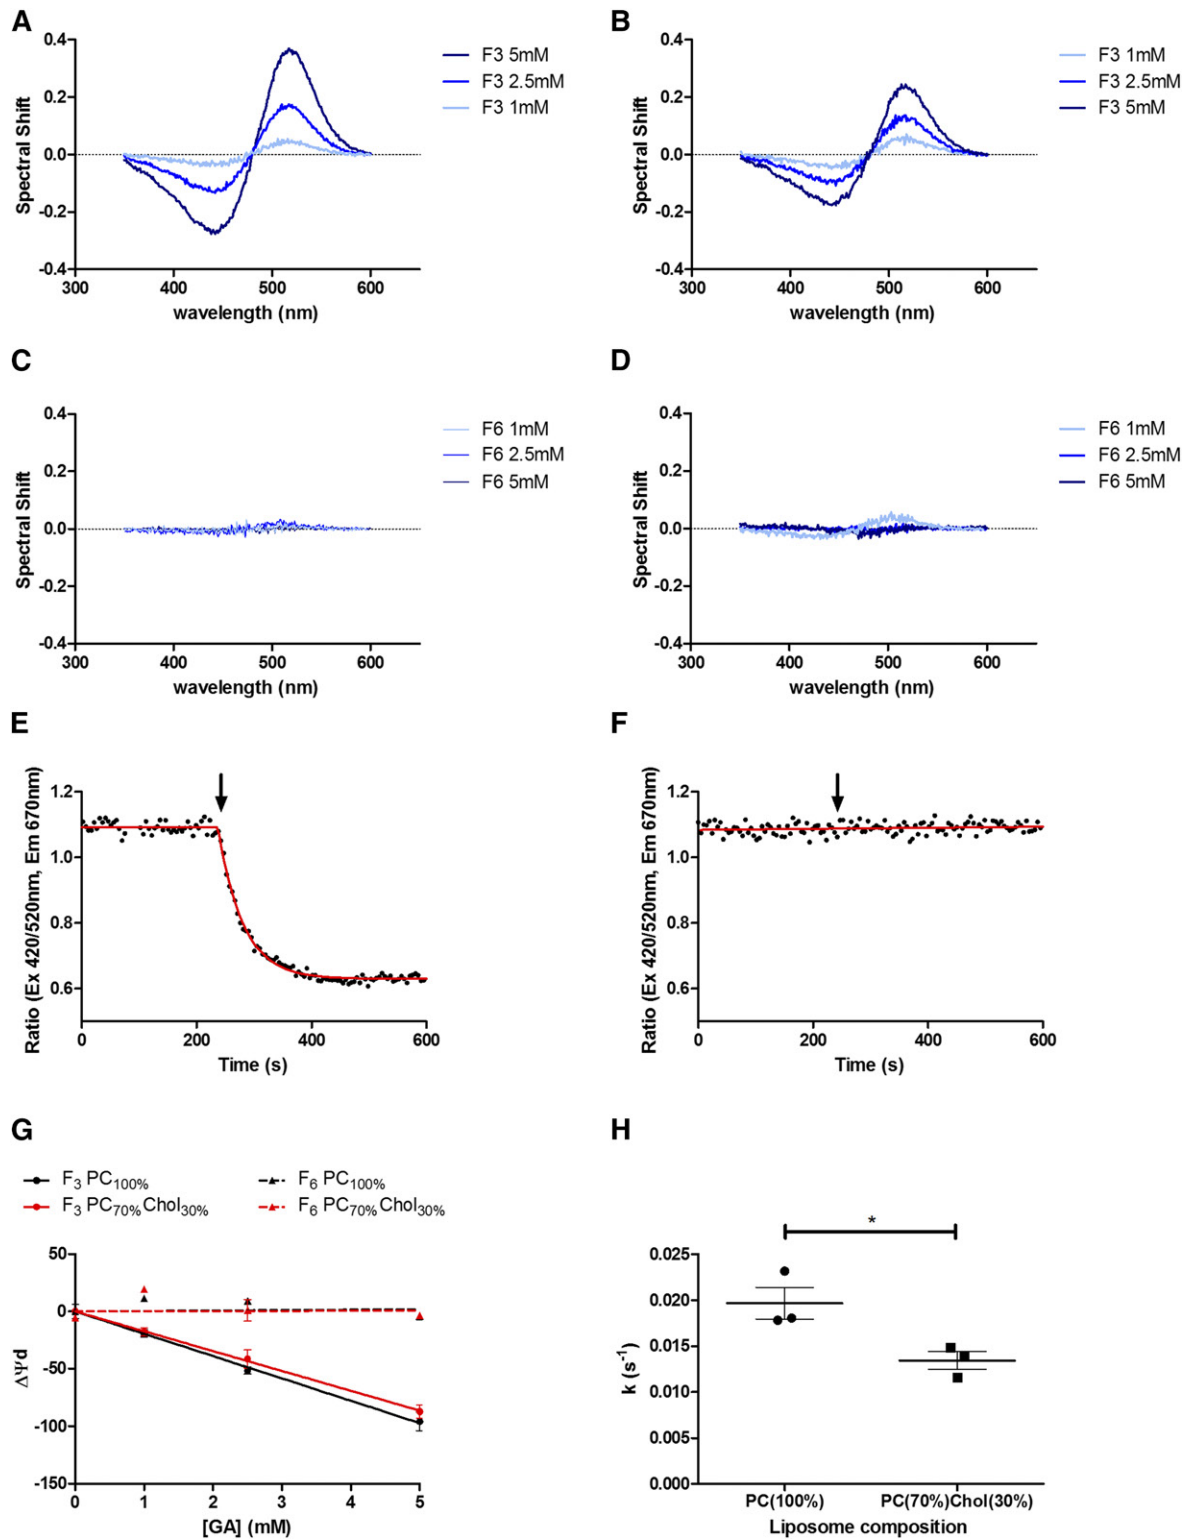 A
B
0.4
0.2
0.0
-0.2
-0.4
Spectral Shift
300
400
500
600
wavelength (nm)
F3 5mM
F3 2.5mM
F3 1mM
0.4
0.2
0.0
-0.2
-0.4
Spectral Shift
300
400
500
600
wavelength (nm)
F3 1mM
F3 2.5mM
F3 5mM
C
D
0.4
0.2
0.0
-0.2
-0.4
Spectral Shift
300
400
500
600
wavelength (nm)
F6 1mM
F6 2.5mM
F6 5mM
0.4
0.2
0.0
-0.2
-0.4
Spectral Shift
300
400
500
600
wavelength (nm)
F6 1mM
F6 2.5mM
F6 5mM
E
F
Ratio (Ex 420/520nm, Em 670nm)
1.2
1.0
0.8
0.6
0
200
400
600
Time (s)
Ratio (Ex 420/520nm, Em 670nm)
1.2
1.0
0.8
0.6
0
200
400
600
Time (s)
G
H
F3 PC100%
F6 PC100%
F3 PC70%Chol30%
F6 PC70%Chol30%
50
0
-50
-100
-150
ΔΨd
0
1
2
3
4
5
[GA] (mM)
*
0.025
0.020
0.015
0.010
0.005
0.000
k (s-1)
PC(100%)
PC(70%)Chol(30%)
Liposome composition